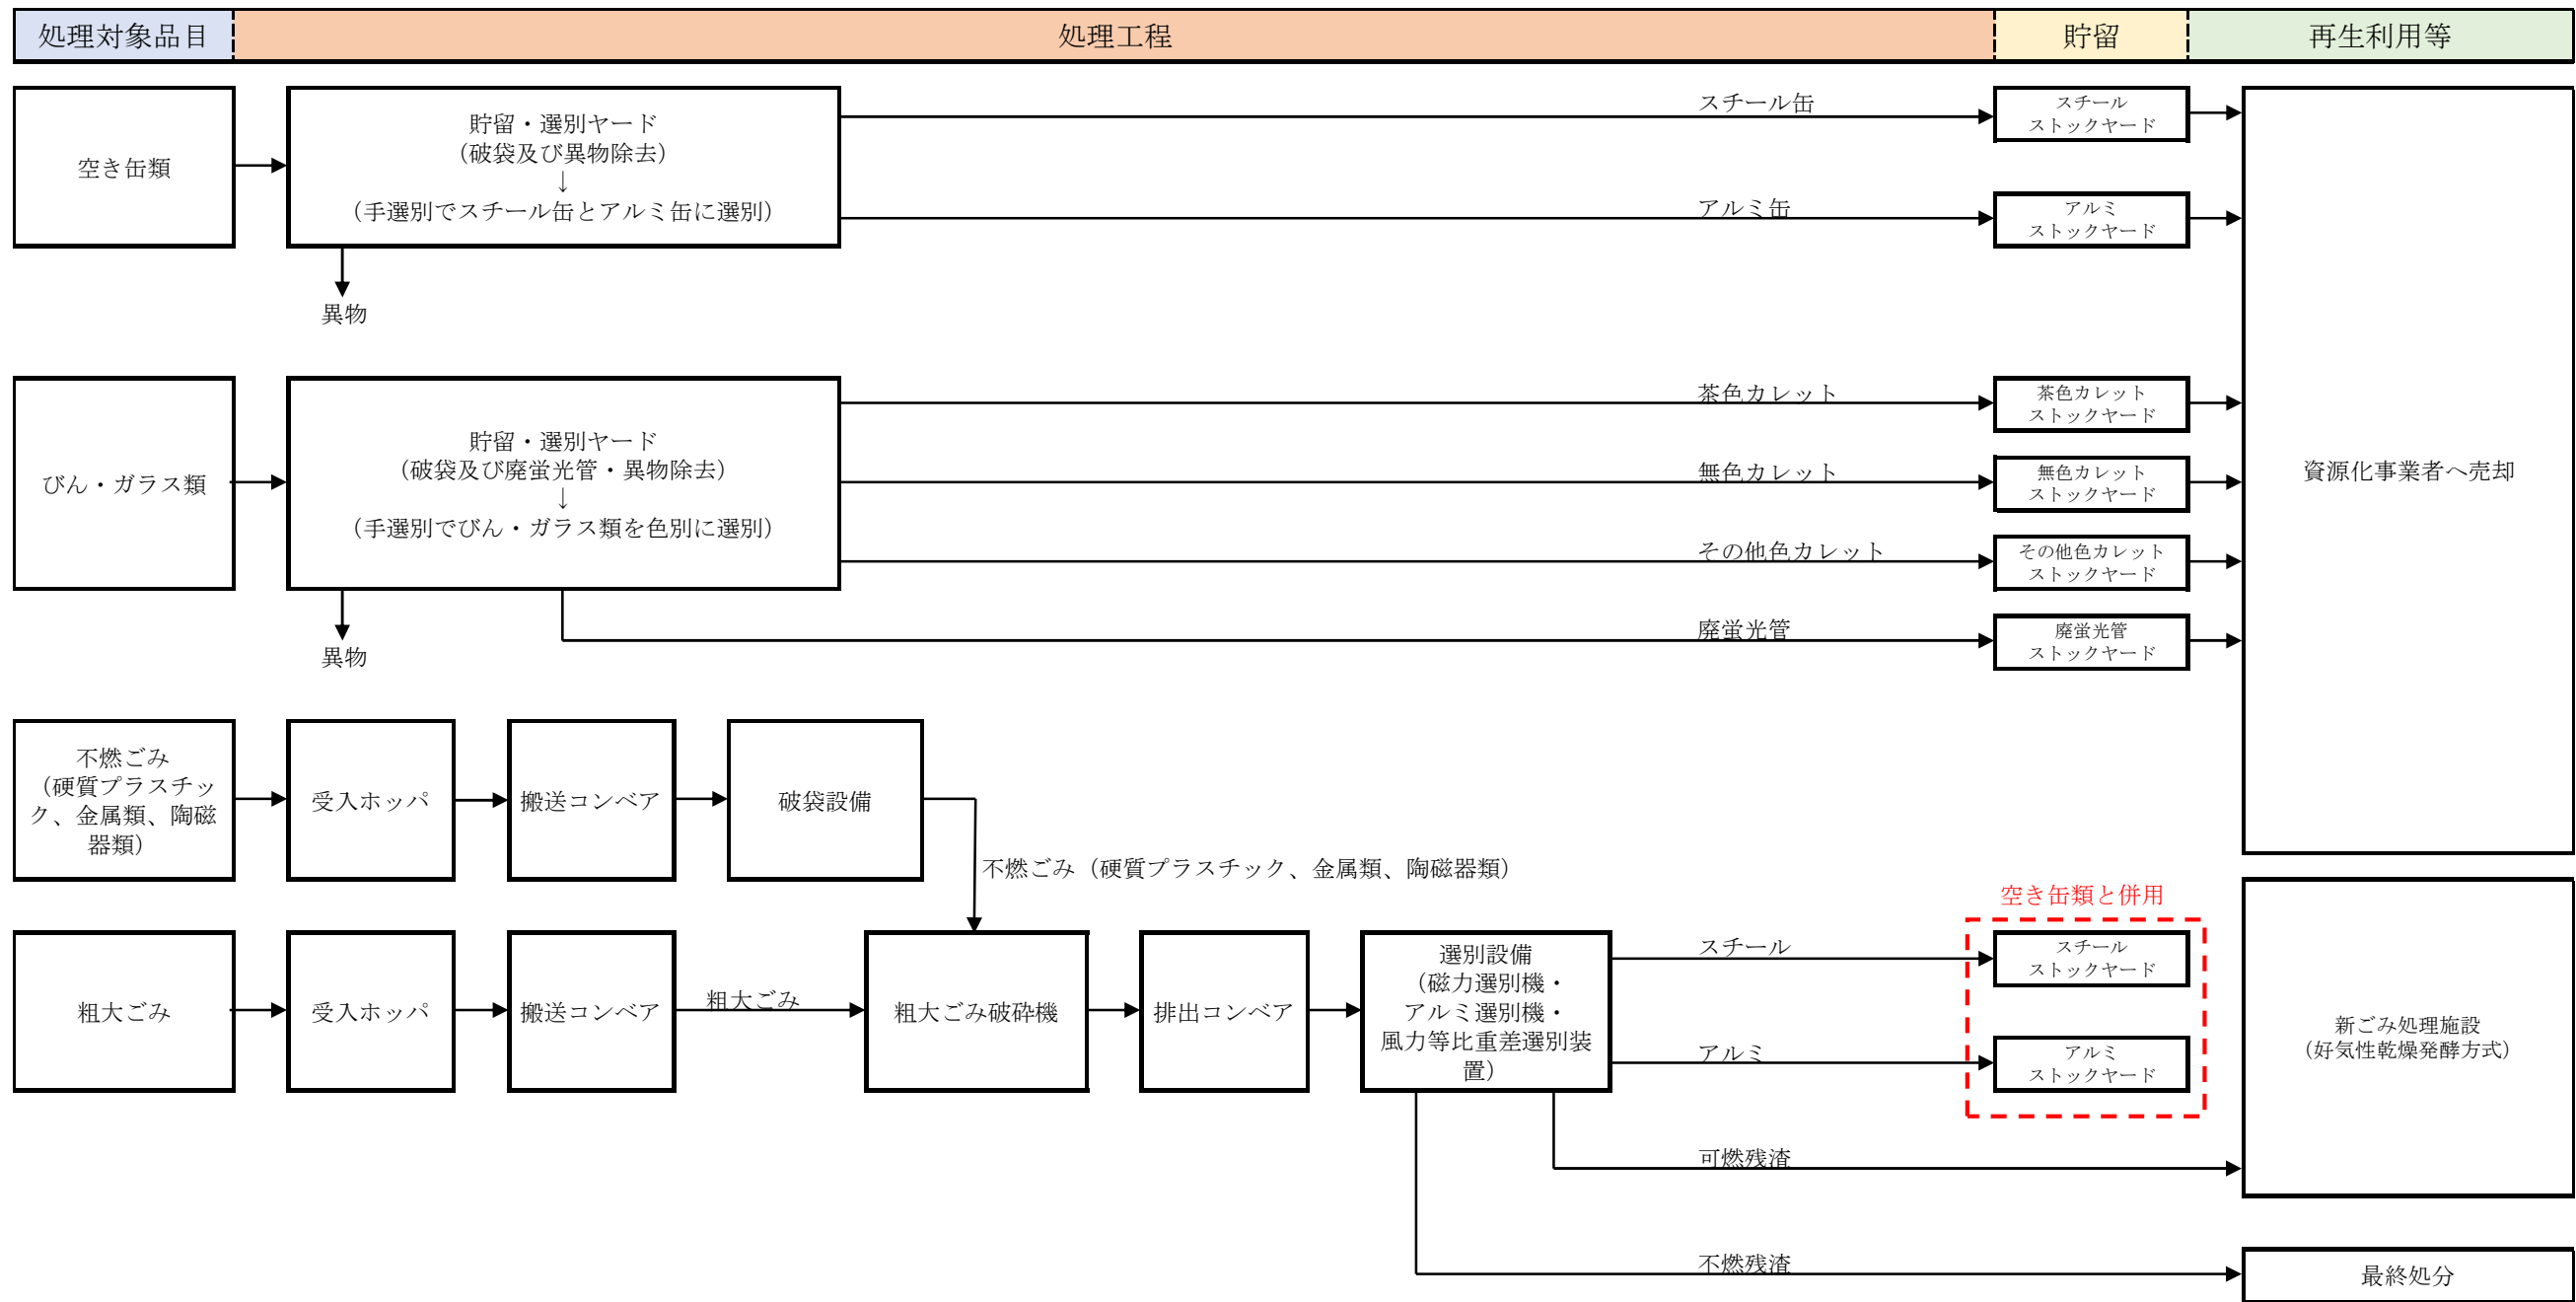 処理対象品目
処理工程
貯留
再生利用等
空き缶類
貯留・選別ヤード
（破袋及び異物除去）
↓
（手選別でスチール缶とアルミ缶に選別）
スチール缶
アルミ缶
スチール
ストックヤード
アルミ
ストックヤード
異物
びん・ガラス類
貯留・選別ヤード
（破袋及び廃蛍光管・異物除去）
↓
（手選別でびん・ガラス類を色別に選別）
茶色カレット
無色カレット
その他色カレット
廃蛍光管
茶色カレット
ストックヤード
無色カレット
ストックヤード
その他色カレット
ストックヤード
廃蛍光管
ストックヤード
資源化事業者へ売却
異物
不燃ごみ
（硬質プラスチッ
ク、金属類、陶磁
器類）
受入ホッパ
搬送コンベア
破袋設備
不燃ごみ（硬質プラスチック、金属類、陶磁器類）
粗大ごみ
受入ホッパ
搬送コンベア
粗大ごみ
粗大ごみ破砕機
排出コンベア
選別設備
（磁力選別機・
アルミ選別機・
風力等比重差選別装
置）
スチール
アルミ
可燃残渣
不燃残渣
空き缶類と併用
スチール
ストックヤード
アルミ
ストックヤード
新ごみ処理施設
（好気性乾燥発酵方式）
最終処分